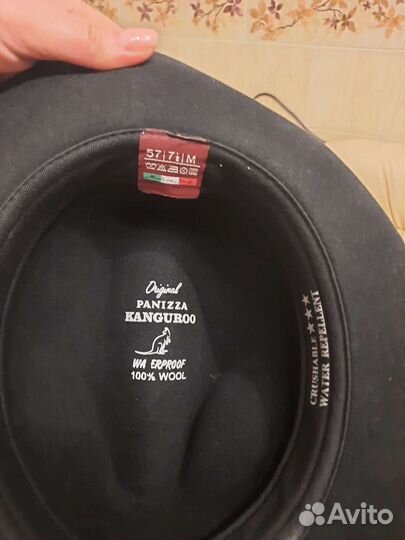 57|7⅛|M
Original
PANIZZA
KANGUROO
WA ERPROOF
100% WOOL
CRUSHABLE ★★★
WATER REPELLENT
Avito